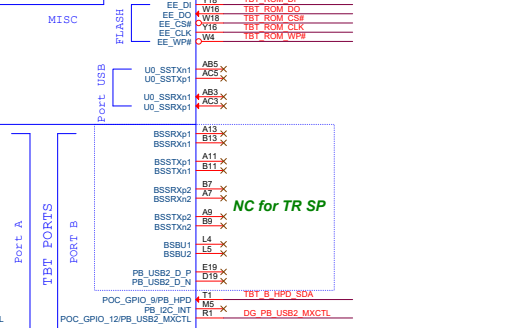 EE_DI Y18 TBT_ROM_DI
EE_DO W16 TBT_ROM_DO
EE_CS# W18 TBT_ROM_CS#
EE_CLK Y16 TBT_ROM_CLK
EE_WP# W4 TBT_ROM_WP#
MISC
FLASH
U0_SSTXn1 AB5
U0_SSTXp1 AC5
U0_SSRXn1 AB3
U0_SSRXp1 AC3
Port USB
BSSRXp1 A13
BSSRXn1 B13
BSSTXp1 A11
BSSTXn1 B11
BSSRXp2 B7
BSSRXn2 A7
NC for TR SP
BSSTXp2 A9
BSSTXn2 B9
BSBU1 L4
BSBU2 L5
PB_USB2_D_P E19
PB_USB2_D_N D19
Port A
TBT PORTS
PORT B
POC_GPIO_9/PB_HPD T1 TBT_B_HPD_SDA
PB_I2C_INT M5
POC_GPIO_12/PB_USB2_MXCTL R1 DG_PB_USB2_MXCTL